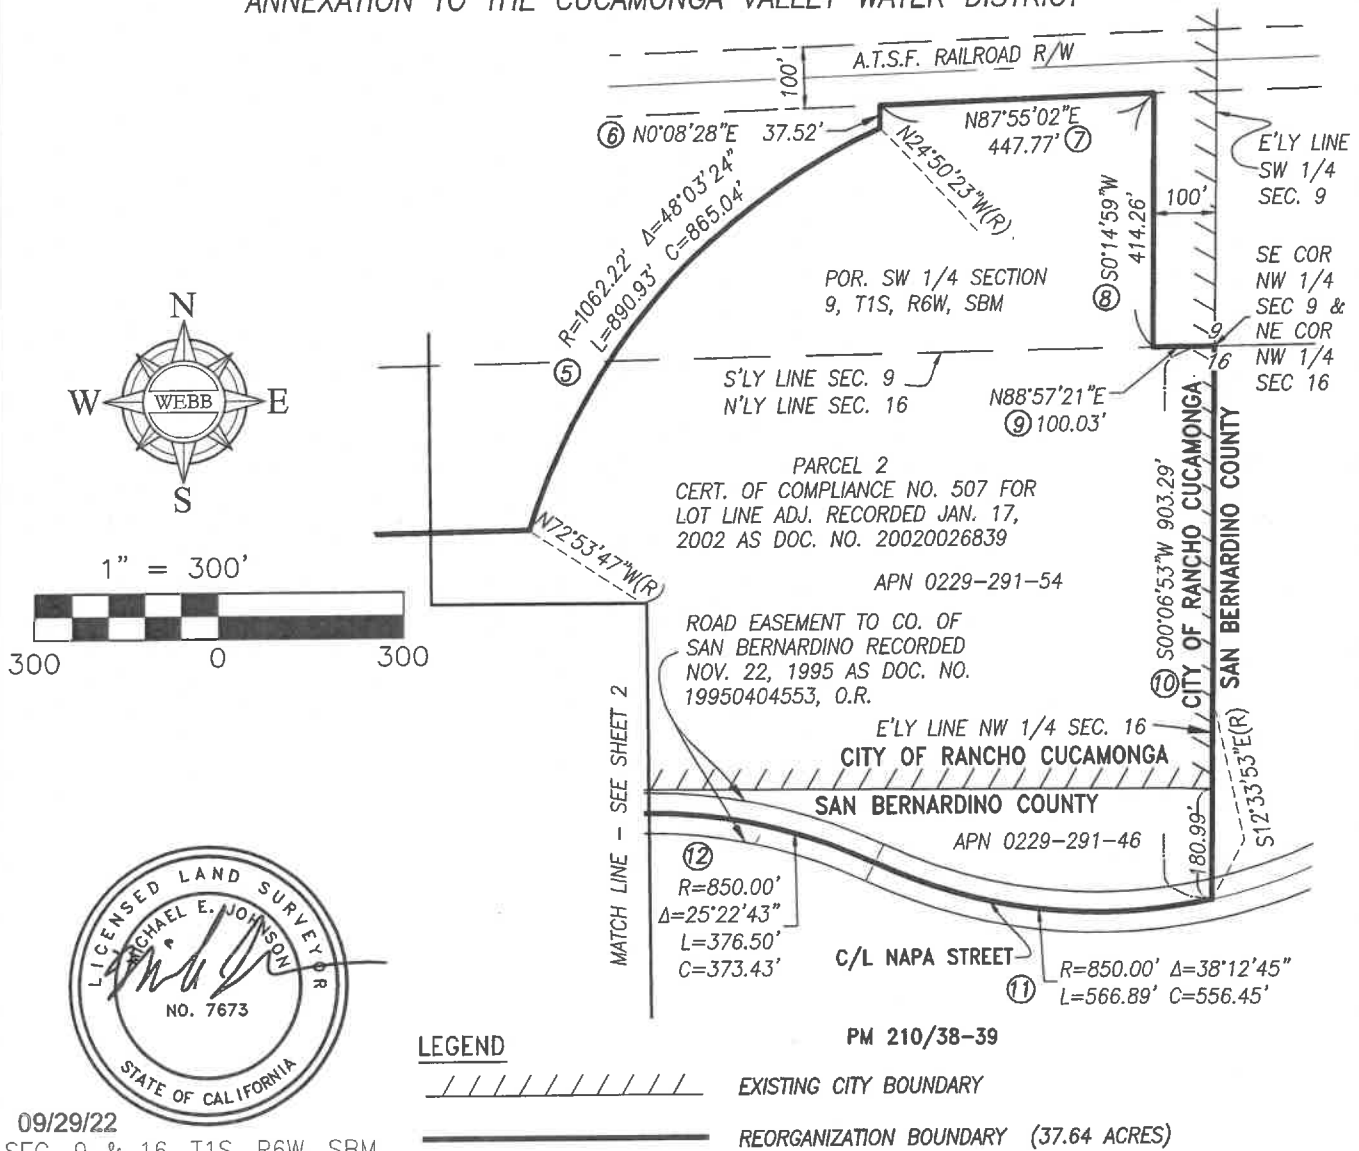 ANNEXATION TO THE CUCAMONGA VALLEY WATER DISTRICT
A.T.S.F. RAILROAD R/W
100'
⑥ N0°08'28"E 37.52'
N87°55'02"E
447.77' ⑦
N24°50'23"W(R)
E'LY LINE
SW 1/4
SEC. 9
100'
⑧ S0°14'59"W
414.26'
R=1062.22' Δ=48°03'24"
L=890.93' C=865.04'
⑤
POR. SW 1/4 SECTION
9, T1S, R6W, SBM
SE COR
NW 1/4
SEC 9 &
NE COR
NW 1/4
SEC 16
9
16
S'LY LINE SEC. 9
N'LY LINE SEC. 16
N88°57'21"E
⑨ 100.03'
N
W
WEBB
E
S
PARCEL 2
CERT. OF COMPLIANCE NO. 507 FOR
LOT LINE ADJ. RECORDED JAN. 17,
2002 AS DOC. NO. 20020026839
APN 0229-291-54
N72°53'47"W(R)
1" = 300'
300 0 300
⑩ S00°06'53"W 903.29'
CITY OF RANCHO CUCAMONGA
SAN BERNARDINO COUNTY
ROAD EASEMENT TO CO. OF
SAN BERNARDINO RECORDED
NOV. 22, 1995 AS DOC. NO.
19950404553, O.R.
E'LY LINE NW 1/4 SEC. 16
CITY OF RANCHO CUCAMONGA
SAN BERNARDINO COUNTY
S12°33'53"E(R)
MATCH LINE - SEE SHEET 2
APN 0229-291-46
180.99'
⑫
R=850.00'
Δ=25°22'43"
L=376.50'
C=373.43'
C/L NAPA STREET
⑪
R=850.00' Δ=38°12'45"
L=566.89' C=556.45'
PM 210/38-39
LICENSED LAND SURVEYOR
MICHAEL E. JOHNSON
NO. 7673
STATE OF CALIFORNIA
LEGEND
EXISTING CITY BOUNDARY
REORGANIZATION BOUNDARY (37.64 ACRES)
09/29/22
SEC. 9 & 16, T1S, R6W, SBM